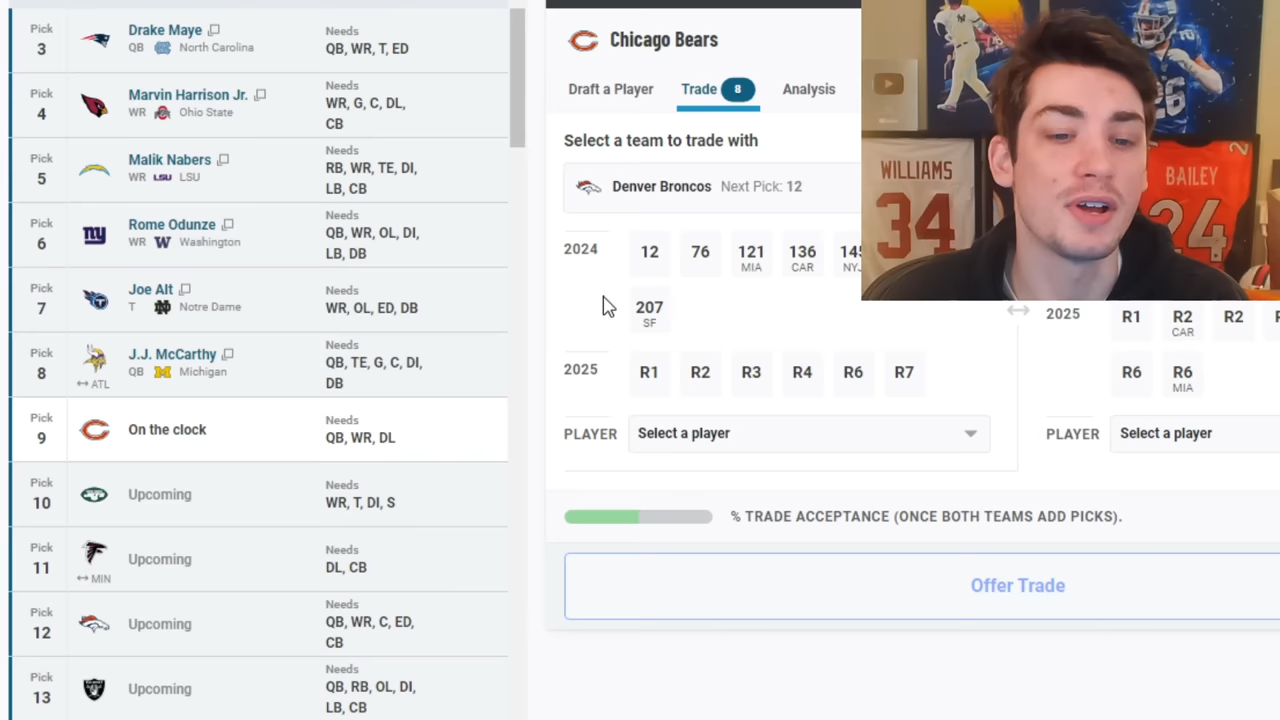 Pick
3
Drake Maye
QB North Carolina
Needs
QB, WR, T, ED
Pick
4
Marvin Harrison Jr.
WR Ohio State
Needs
WR, G, C, DL,
CB
Pick
5
Malik Nabers
WR LSU LSU
Needs
RB, WR, TE, DI,
LB, CB
Pick
6
ny
Rome Odunze
WR W Washington
Needs
QB, WR, OL, DI,
LB, DB
Pick
7
Joe Alt
T Notre Dame
Needs
WR, OL, ED, DB
Pick
8
↔ ATL
J.J. McCarthy
QB M Michigan
Needs
QB, TE, G, C, DI,
DB
Pick
9
On the clock
Needs
QB, WR, DL
Pick
10
Upcoming
Needs
WR, T, DI, S
Pick
11
↔ MIN
Upcoming
Needs
DL, CB
Pick
12
Upcoming
Needs
QB, WR, C, ED,
CB
Pick
13
Upcoming
Needs
QB, RB, OL, DI,
LB, CB
Chicago Bears
Draft a Player Trade 8 Analysis
Select a team to trade with
Denver Broncos Next Pick: 12
2024 12 76 121 136 145
MIA CAR NYJ
207
SF
2025 R1 R2 R3 R4 R6 R7
PLAYER Select a player
2025 R1 R2 R2
CAR
R6 R6
MIA
PLAYER Select a player
% TRADE ACCEPTANCE (ONCE BOTH TEAMS ADD PICKS).
Offer Trade
WILLIAMS
34
BAILEY
24
26
2